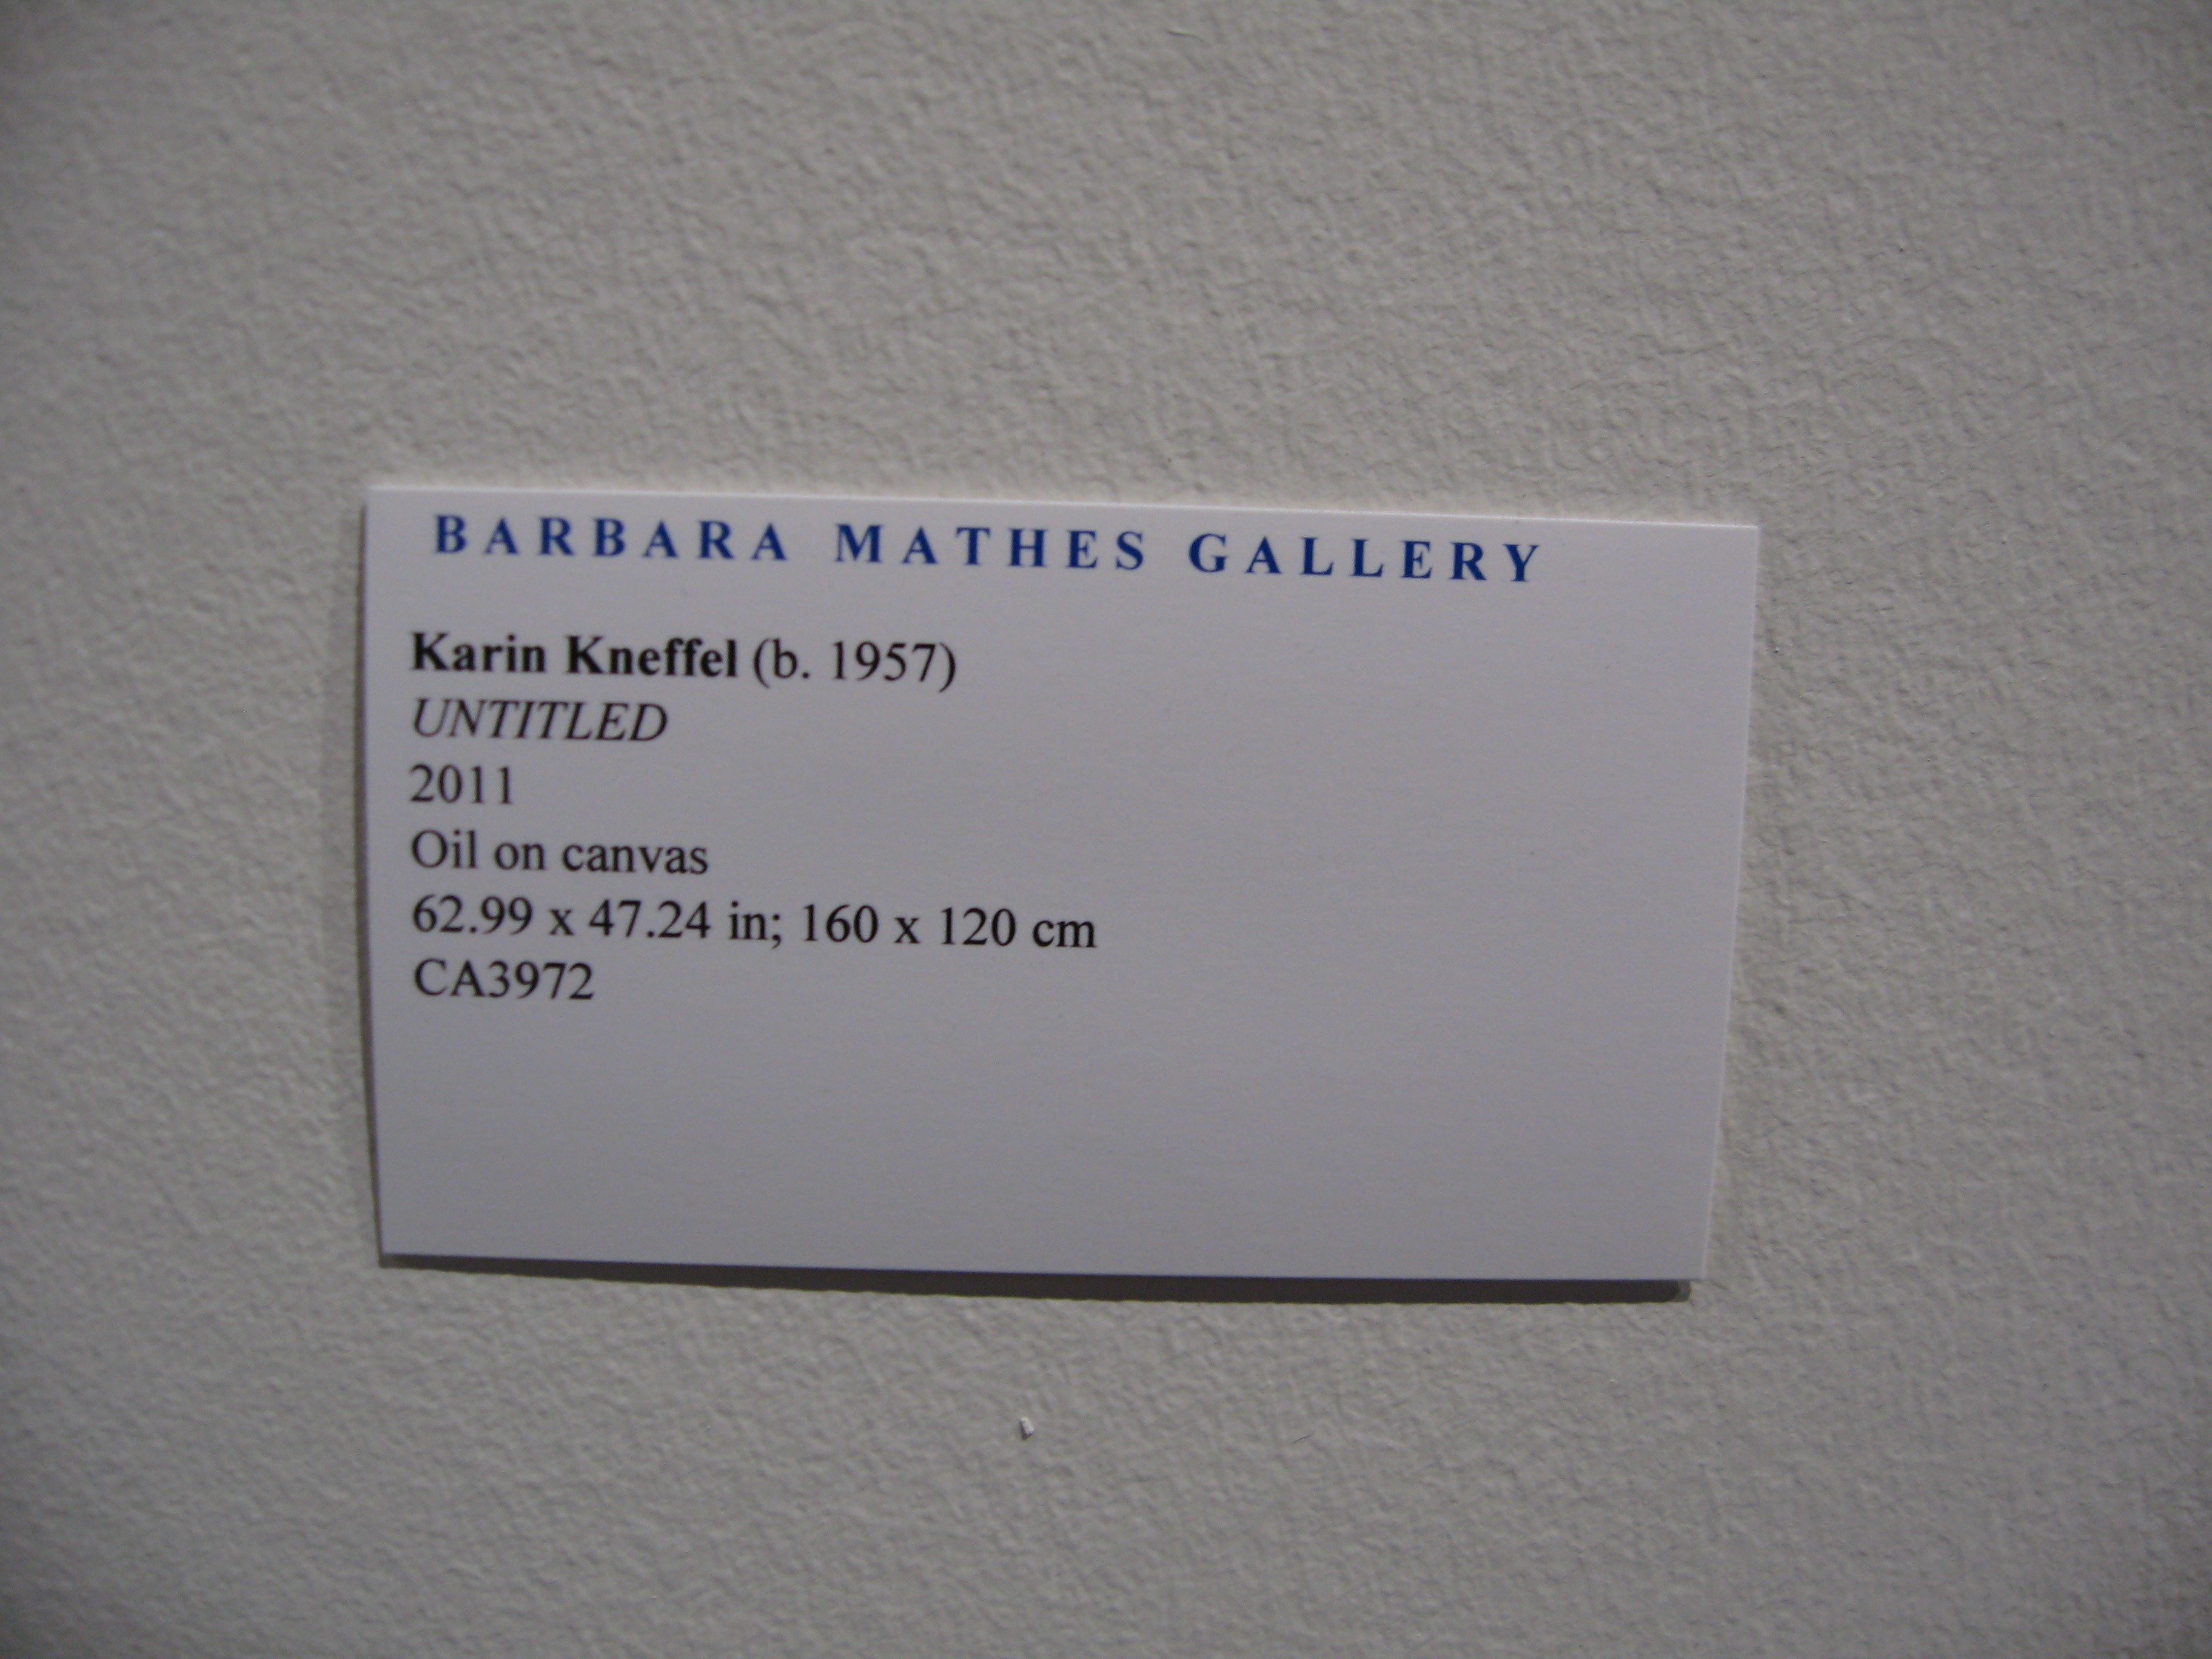 BARBARA MATHES GALLERY
Karin Kneffel (b. 1957)
UNTITLED
2011
Oil on canvas
62.99 x 47.24 in; 160 x 120 cm
CA3972